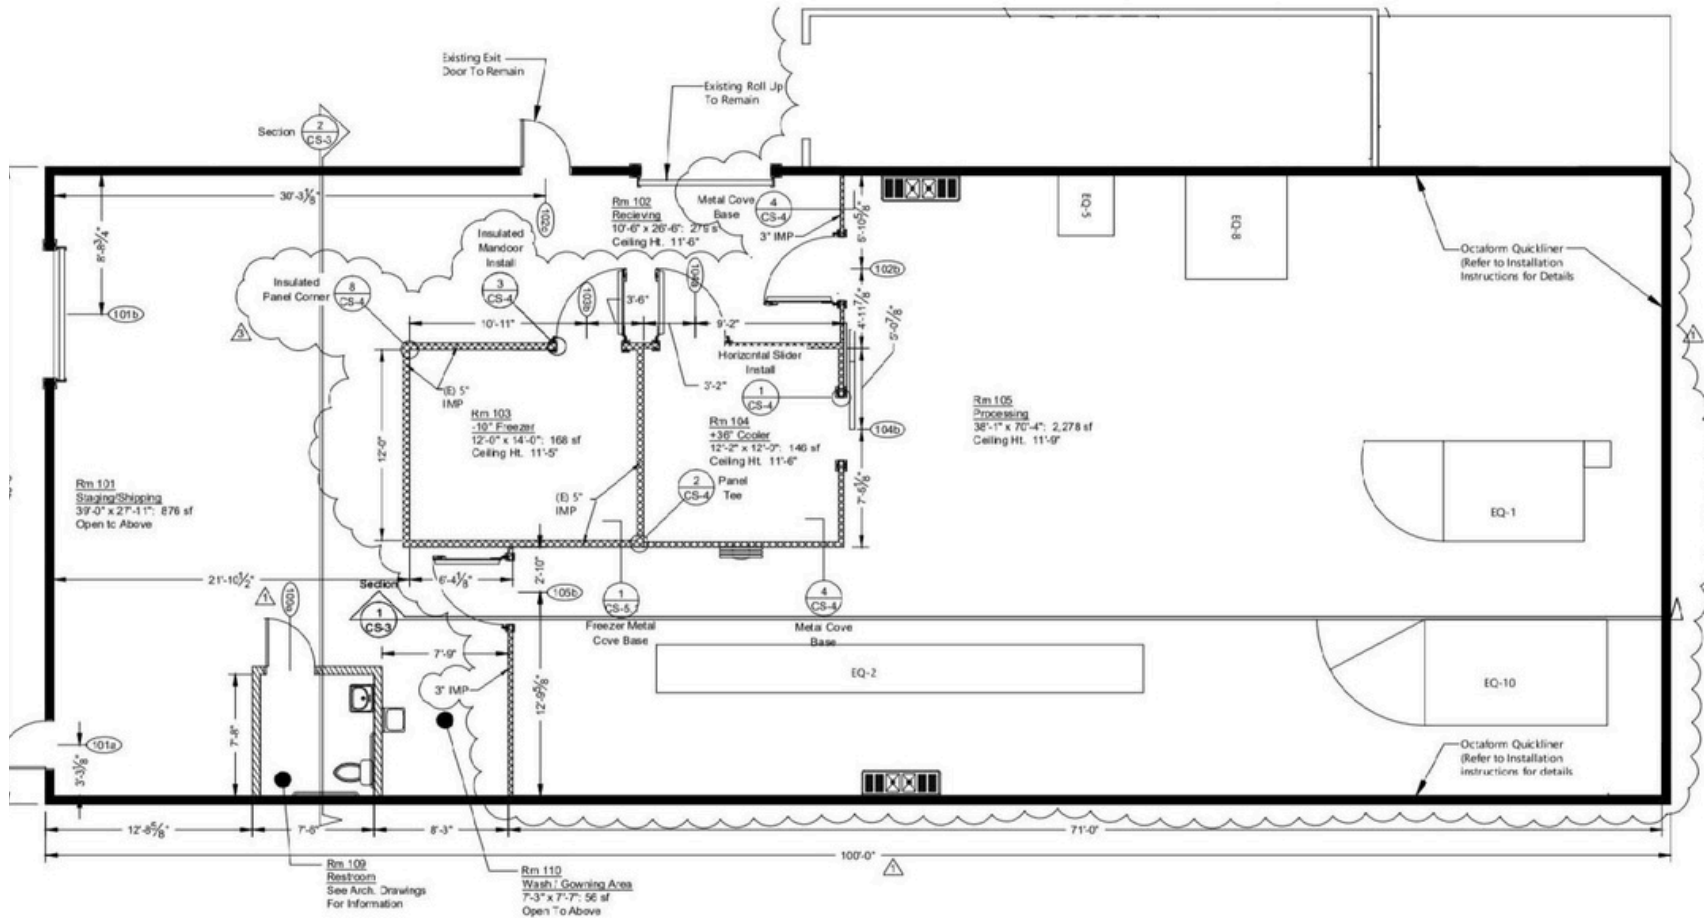 Existing Exit
Door To Remain
Existing Roll Up
To Remain
Section
2
CS-3
30'-3⅛"
8'-8¾"
102c
Rm 102
Recieving
10'-6" x 26'-6":
Ceiling Ht. 11'-6"
Metal Cove
Base
4
CS-4
3" IMP
5'-10⅝"
EQ-5
EQ-8
Octaform Quickliner
(Refer to Installation
Instructions for Details
Insulated
Mandoor
Install
3
CS-4
Insulated
Panel Corner
8
CS-4
101b
3
102b
103b
3'-6"
10'-11"
9'-2"
4'-11⅞"
5'-0⅞"
1
Horizontal Slider
Install
1
CS-4
3'-2"
(E) 5"
IMP
Rm 103
-10° Freezer
12'-0" x 14'-0": 168 sf
Ceiling Ht. 11'-5"
12'-0"
Rm 104
+36° Cooler
12'-2" x 12'-0": 146 sf
Ceiling Ht. 11'-6"
104b
Rm 105
Processing
38'-1" x 70'-4": 2,278 sf
Ceiling Ht. 11'-9"
2
CS-4
Panel
Tee
(E) 5"
IMP
Rm 101
Staging/Shipping
39'-0" x 27'-11": 876 sf
Open to Above
EQ-1
21'-10½"
6'-4⅛"
2'-10"
105b
Section
1
CS-3
1
109a
1
Freezer Metal
Cove Base
4
CS-4
Metal Cove
Base
7'-9"
3" IMP
12'-9⅝"
EQ-2
EQ-10
7'-8"
101a
3'-3⅛"
Octaform Quickliner
(Refer to Installation
instructions for details
12'-8⅝"
8'-3"
71'-0"
100'-0"
1
Rm 109
Restroom
See Arch. Drawings
For Information
Rm 110
Wash / Gowning Area
7'-3" x 7'-7": 56 sf
Open To Above